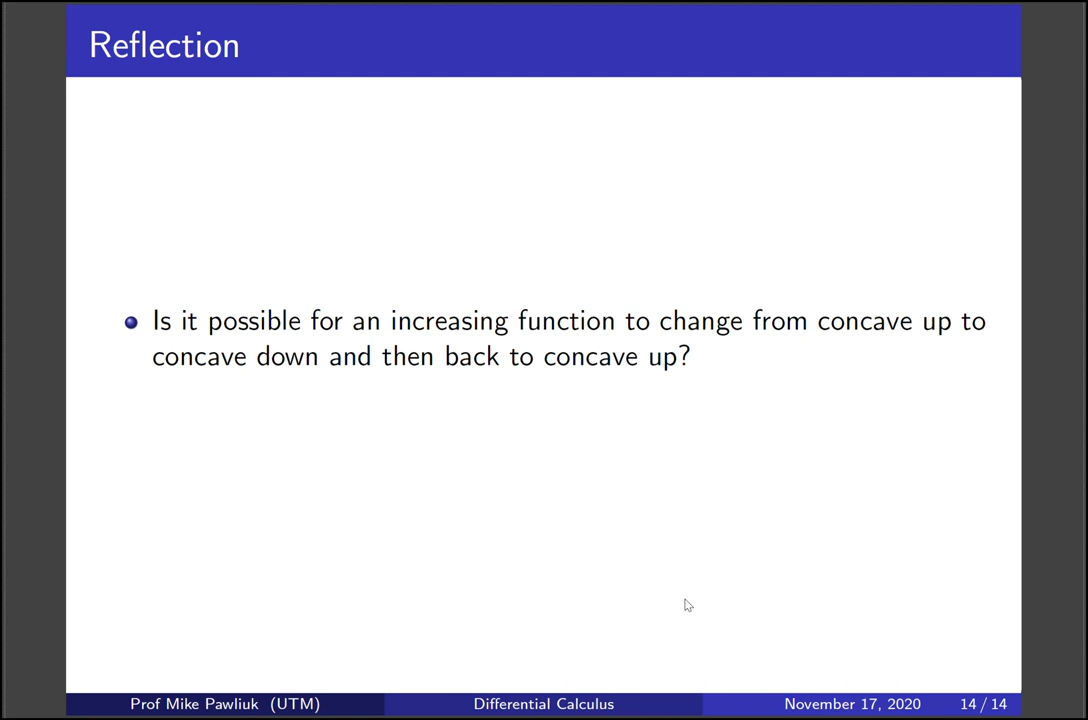 Reflection
Is it possible for an increasing function to change from concave up to
concave down and then back to concave up?
Prof Mike Pawliuk (UTM) Differential Calculus November 17, 2020 14 / 14